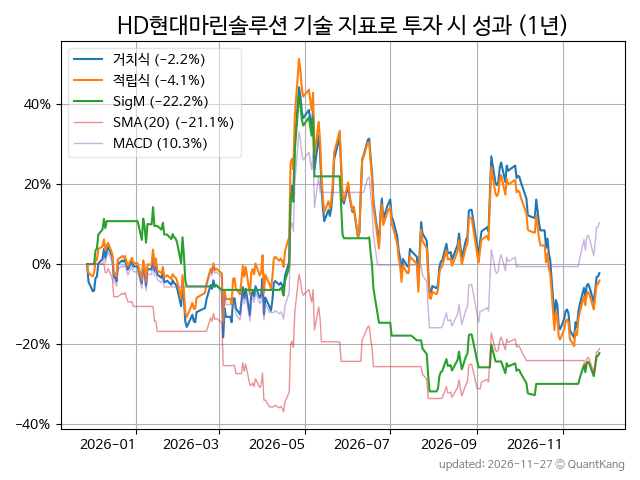 HD현대마린솔루션 기술 지표로 투자 시 성과 (1년)
거치식 (−2.2%)
적립식 (−4.1%)
SigM (−22.2%)
SMA(20) (−21.1%)
MACD (10.3%)
40%
20%
0%
−20%
−40%
2026-01 2026-03 2026-05 2026-07 2026-09 2026-11
updated: 2026-11-27 © QuantKang